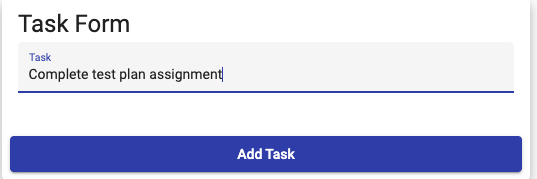 Task Form
Task
Complete test plan assignment
Add Task